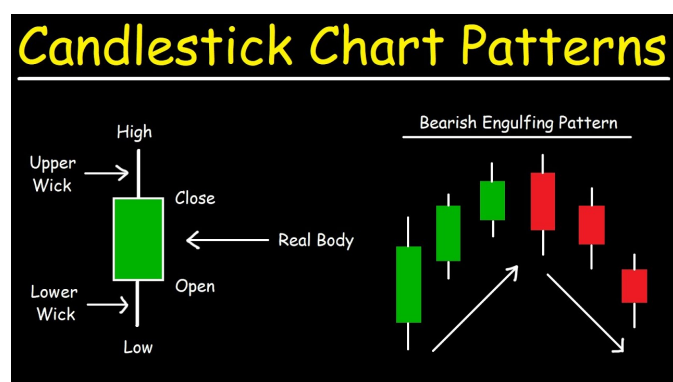 Candlestick Chart Patterns
High
Upper
Wick
Close
Real Body
Open
Lower
Wick
Low
Bearish Engulfing Pattern